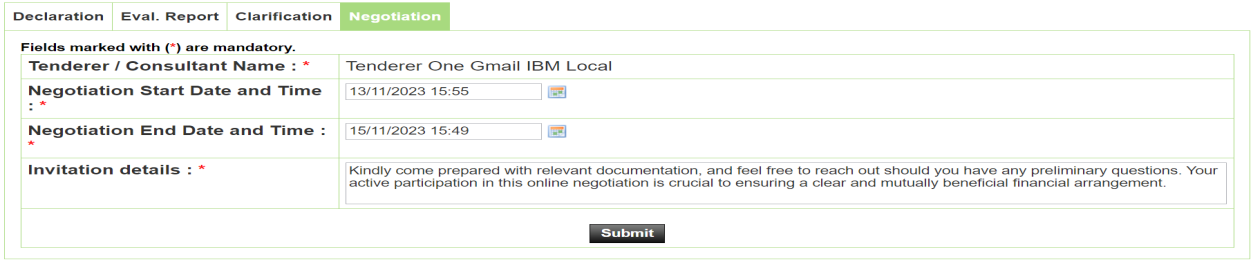 Declaration Eval. Report Clarification Negotiation
Fields marked with (*) are mandatory.
Tenderer / Consultant Name : * Tenderer One Gmail IBM Local
Negotiation Start Date and Time
: *
13/11/2023 15:55
Negotiation End Date and Time :
*
15/11/2023 15:49
Invitation details : *
Kindly come prepared with relevant documentation, and feel free to reach out should you have any preliminary questions. Your
active participation in this online negotiation is crucial to ensuring a clear and mutually beneficial financial arrangement.
Submit